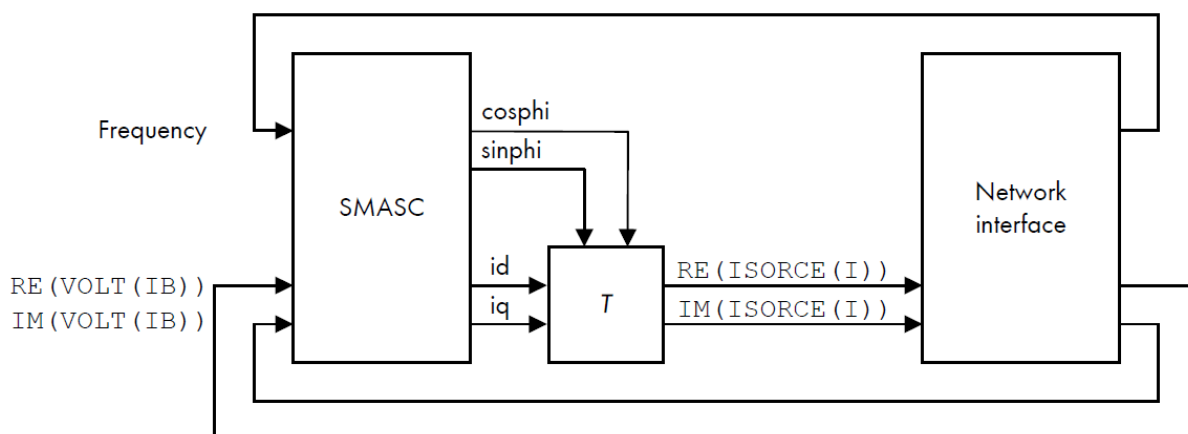 cosphi
Frequency
sinphi
SMASC
Network
interface
id
RE(VOLT(IB))
RE(ISORCE(I))
iq
T
IM(VOLT(IB))
IM(ISORCE(I))